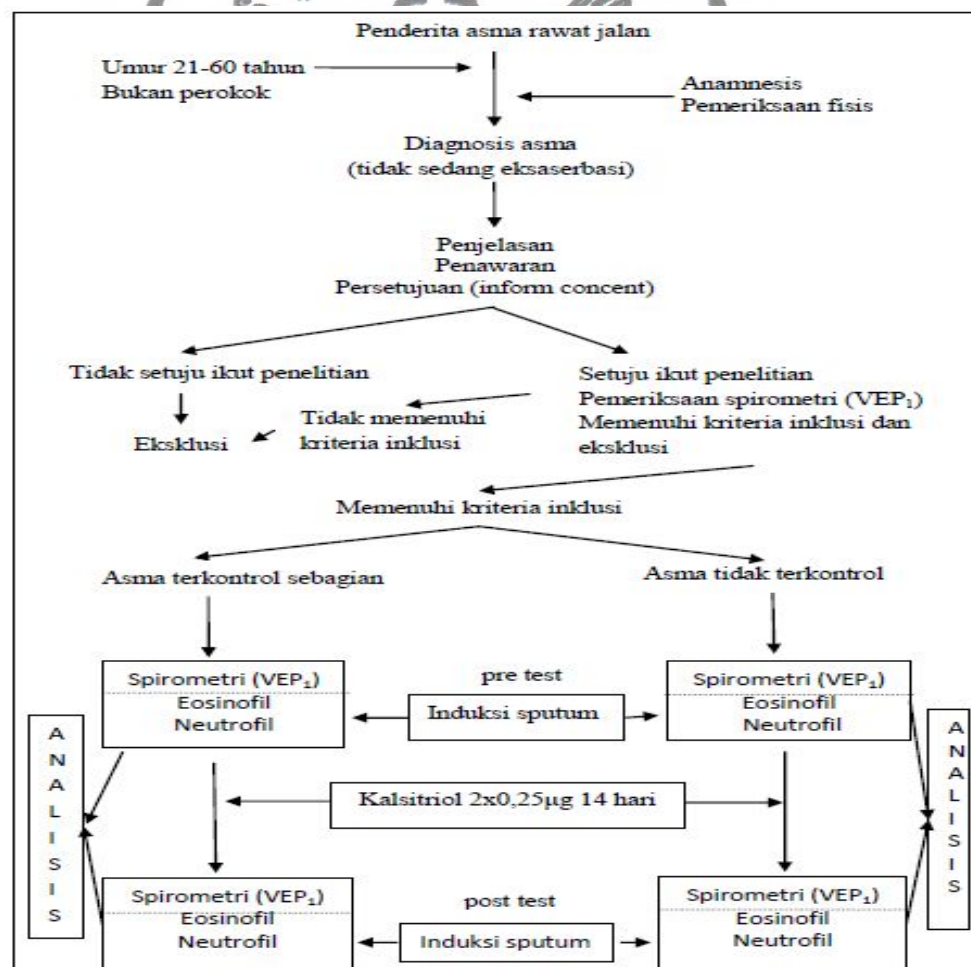 Penderita asma rawat jalan
Umur 21-60 tahun
Bukan perokok
Anamnesis
Pemeriksaan fisis
Diagnosis asma
(tidak sedang eksaserbasi)
Penjelasan
Penawaran
Persetujuan (inform concent)
Tidak setuju ikut penelitian
Setuju ikut penelitian
Pemeriksaan spirometri (VEP₁)
Memenuhi kriteria inklusi dan
eksklusi
Tidak memenuhi
kriteria inklusi
Eksklusi
Memenuhi kriteria inklusi
Asma terkontrol sebagian
Asma tidak terkontrol
Spirometri (VEP₁)
Eosinofil
Neutrofil
pre test
Induksi sputum
Spirometri (VEP₁)
Eosinofil
Neutrofil
A
N
A
L
I
S
I
S
A
N
A
L
I
S
I
S
Kalsitriol 2x0,25µg 14 hari
Spirometri (VEP₁)
Eosinofil
Neutrofil
post test
Induksi sputum
Spirometri (VEP₁)
Eosinofil
Neutrofil